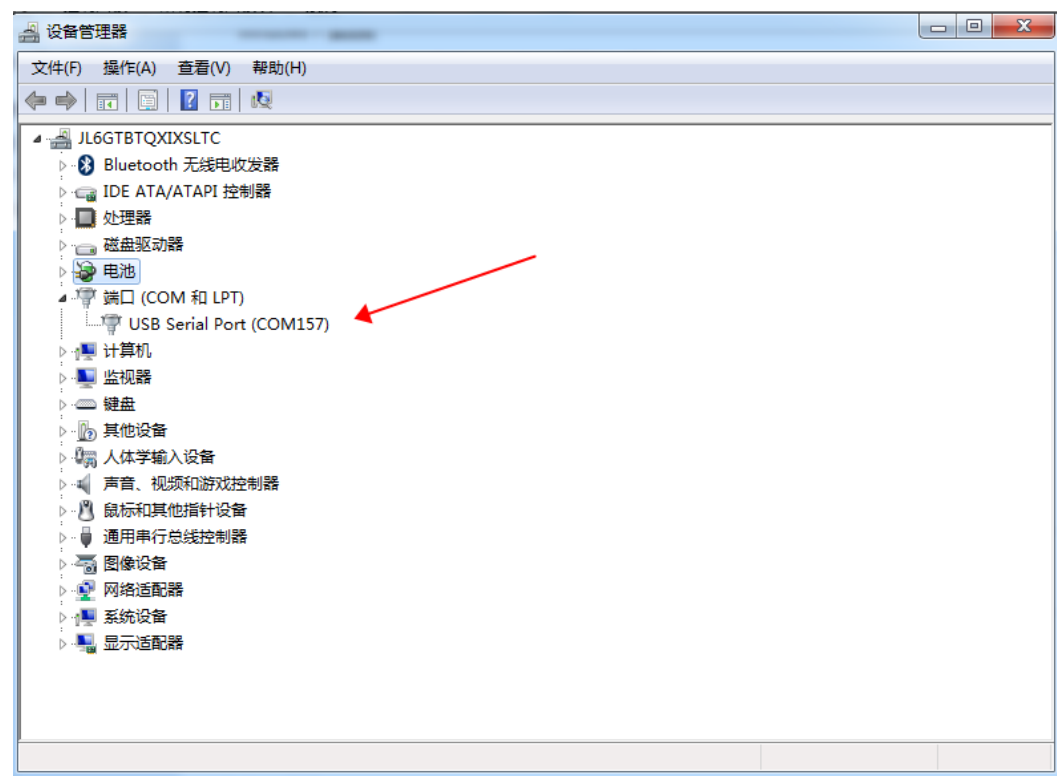 设备管理器
文件(F) 操作(A) 查看(V) 帮助(H)
JL6GTBTQXIXSLTC
Bluetooth 无线电收发器
IDE ATA/ATAPI 控制器
处理器
磁盘驱动器
电池
端口 (COM 和 LPT)
USB Serial Port (COM157)
计算机
监视器
键盘
其他设备
人体学输入设备
声音、视频和游戏控制器
鼠标和其他指针设备
通用串行总线控制器
图像设备
网络适配器
系统设备
显示适配器